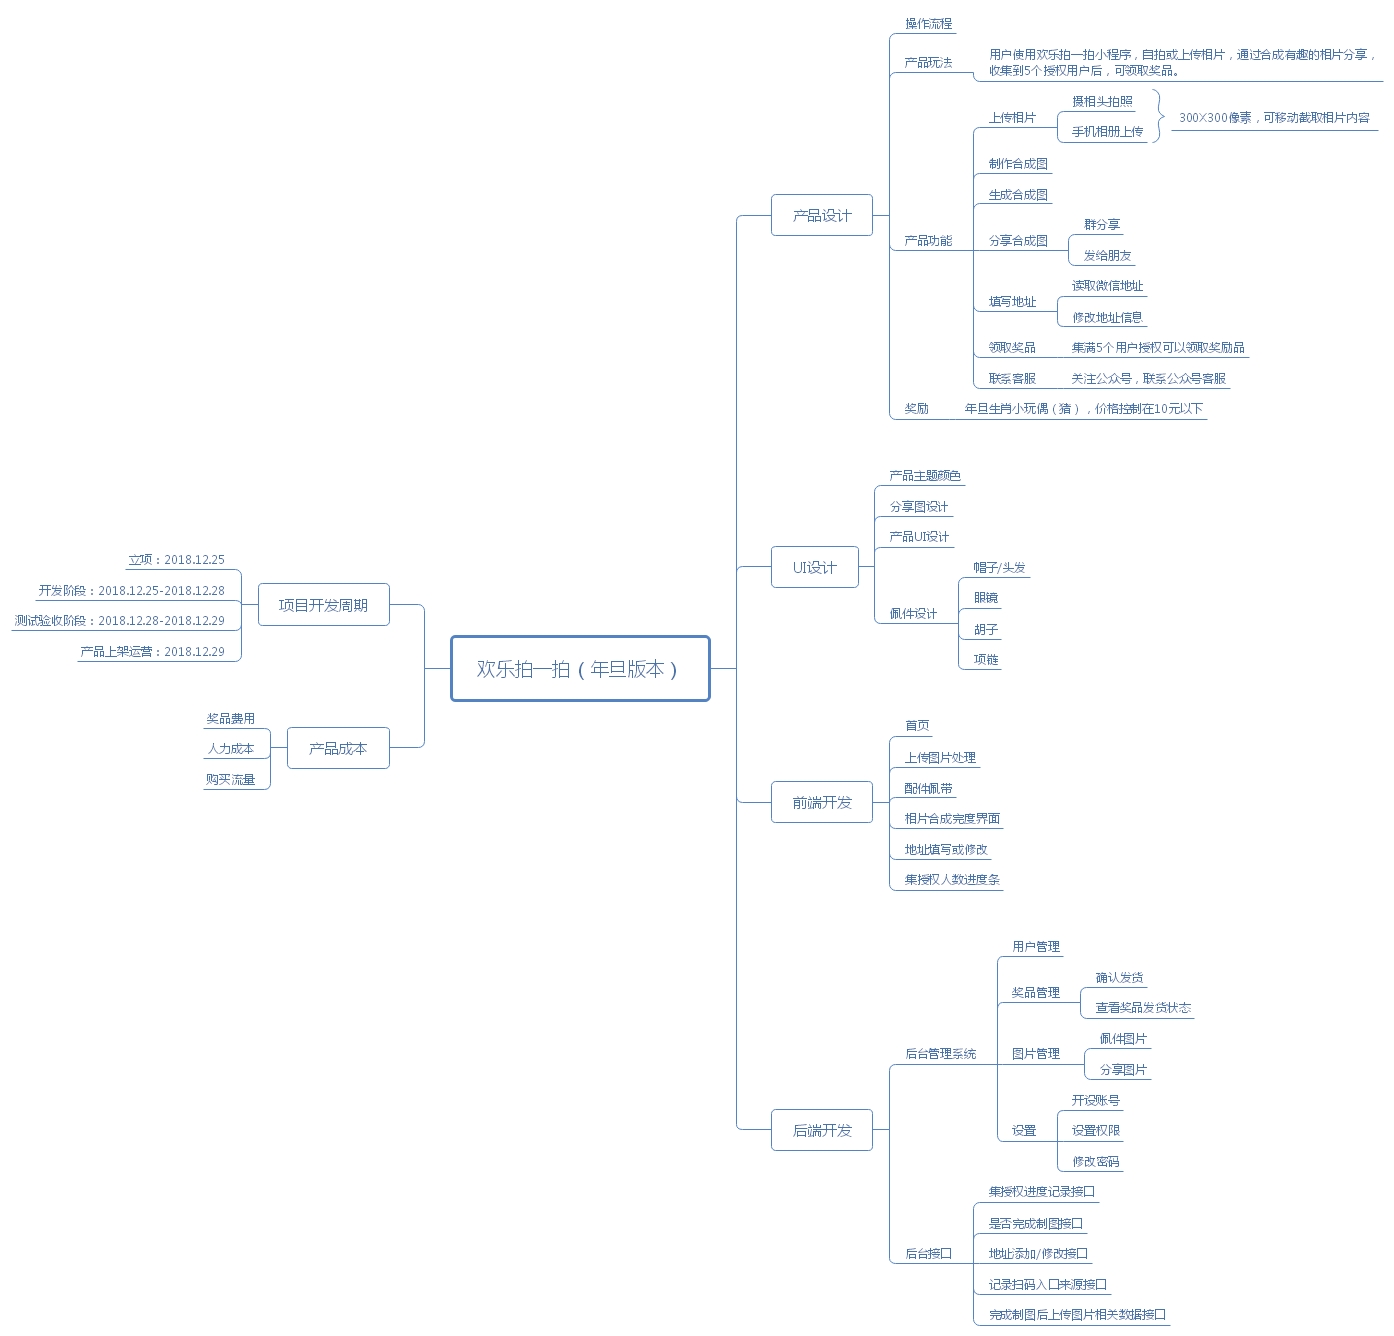 操作流程
产品玩法
用户使用欢乐拍一拍小程序，自拍或上传相片，通过合成有趣的相片分享，
收集到5个授权用户后，可领取奖品。
上传相片
摄相头拍照
手机相册上传
300X300像素，可移动截取相片内容
制作合成图
生成合成图
产品设计
产品功能
分享合成图
群分享
发给朋友
填写地址
读取微信地址
修改地址信息
领取奖品
集满5个用户授权可以领取奖励品
联系客服
关注公众号，联系公众号客服
奖励
年旦生肖小玩偶（猪），价格控制在10元以下
产品主题颜色
分享图设计
产品UI设计
UI设计
佩件设计
帽子/头发
眼镜
胡子
项链
立项：2018.12.25
开发阶段：2018.12.25-2018.12.28
测试验收阶段：2018.12.28-2018.12.29
产品上架运营：2018.12.29
项目开发周期
欢乐拍一拍（年旦版本）
奖品费用
人力成本
购买流量
产品成本
首页
上传图片处理
配件佩带
前端开发
相片合成完度界面
地址填写或修改
集授权人数进度条
用户管理
奖品管理
确认发货
查看奖品发货状态
后台管理系统
图片管理
佩件图片
分享图片
设置
开设账号
设置权限
修改密码
后端开发
后台接口
集授权进度记录接口
是否完成制图接口
地址添加/修改接口
记录扫码入口来源接口
完成制图后上传图片相关数据接口